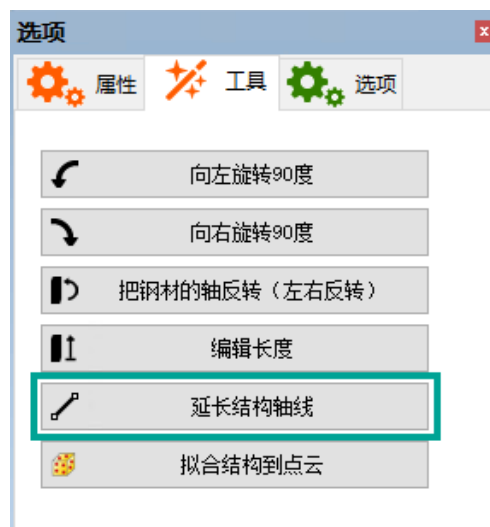 选项
属性 工具 选项
向左旋转90度
向右旋转90度
把钢材的轴反转（左右反转）
编辑长度
延长结构轴线
拟合结构到点云